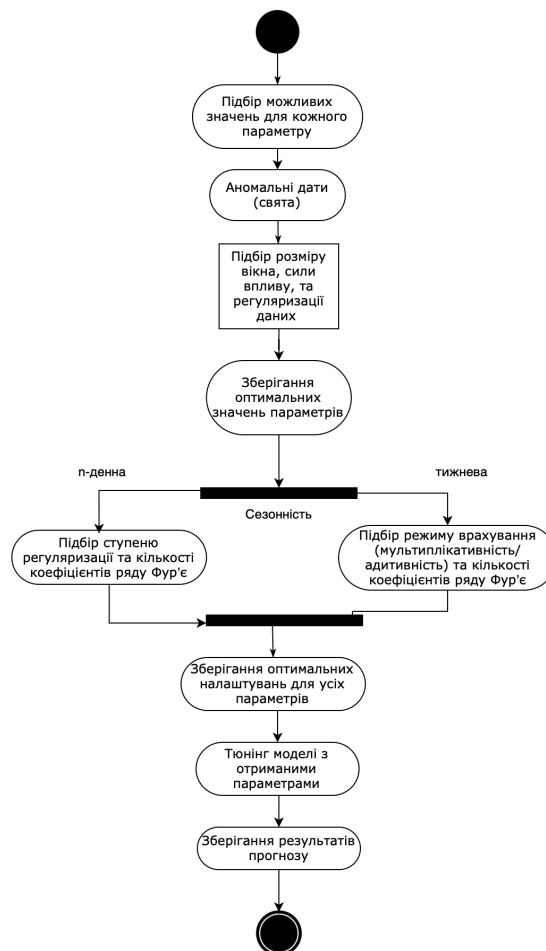 Підбір можливих
значень для кожного
параметру
Аномальні дати
(свята)
Підбір розміру
вікна, сили
впливу, та
регуляризації
даних
Зберігання
оптимальних
значень параметрів
n-денна
тижнева
Сезонність
Підбір ступеню
регуляризації та кількості
коефіцієнтів ряду Фур'є
Підбір режиму врахування
(мультиплікативність/
адитивність) та кількості
коефіцієнтів ряду Фур'є
Зберігання оптимальних
налаштувань для усіх
параметрів
Тюнінг моделі з
отриманими
параметрами
Зберігання результатів
прогнозу